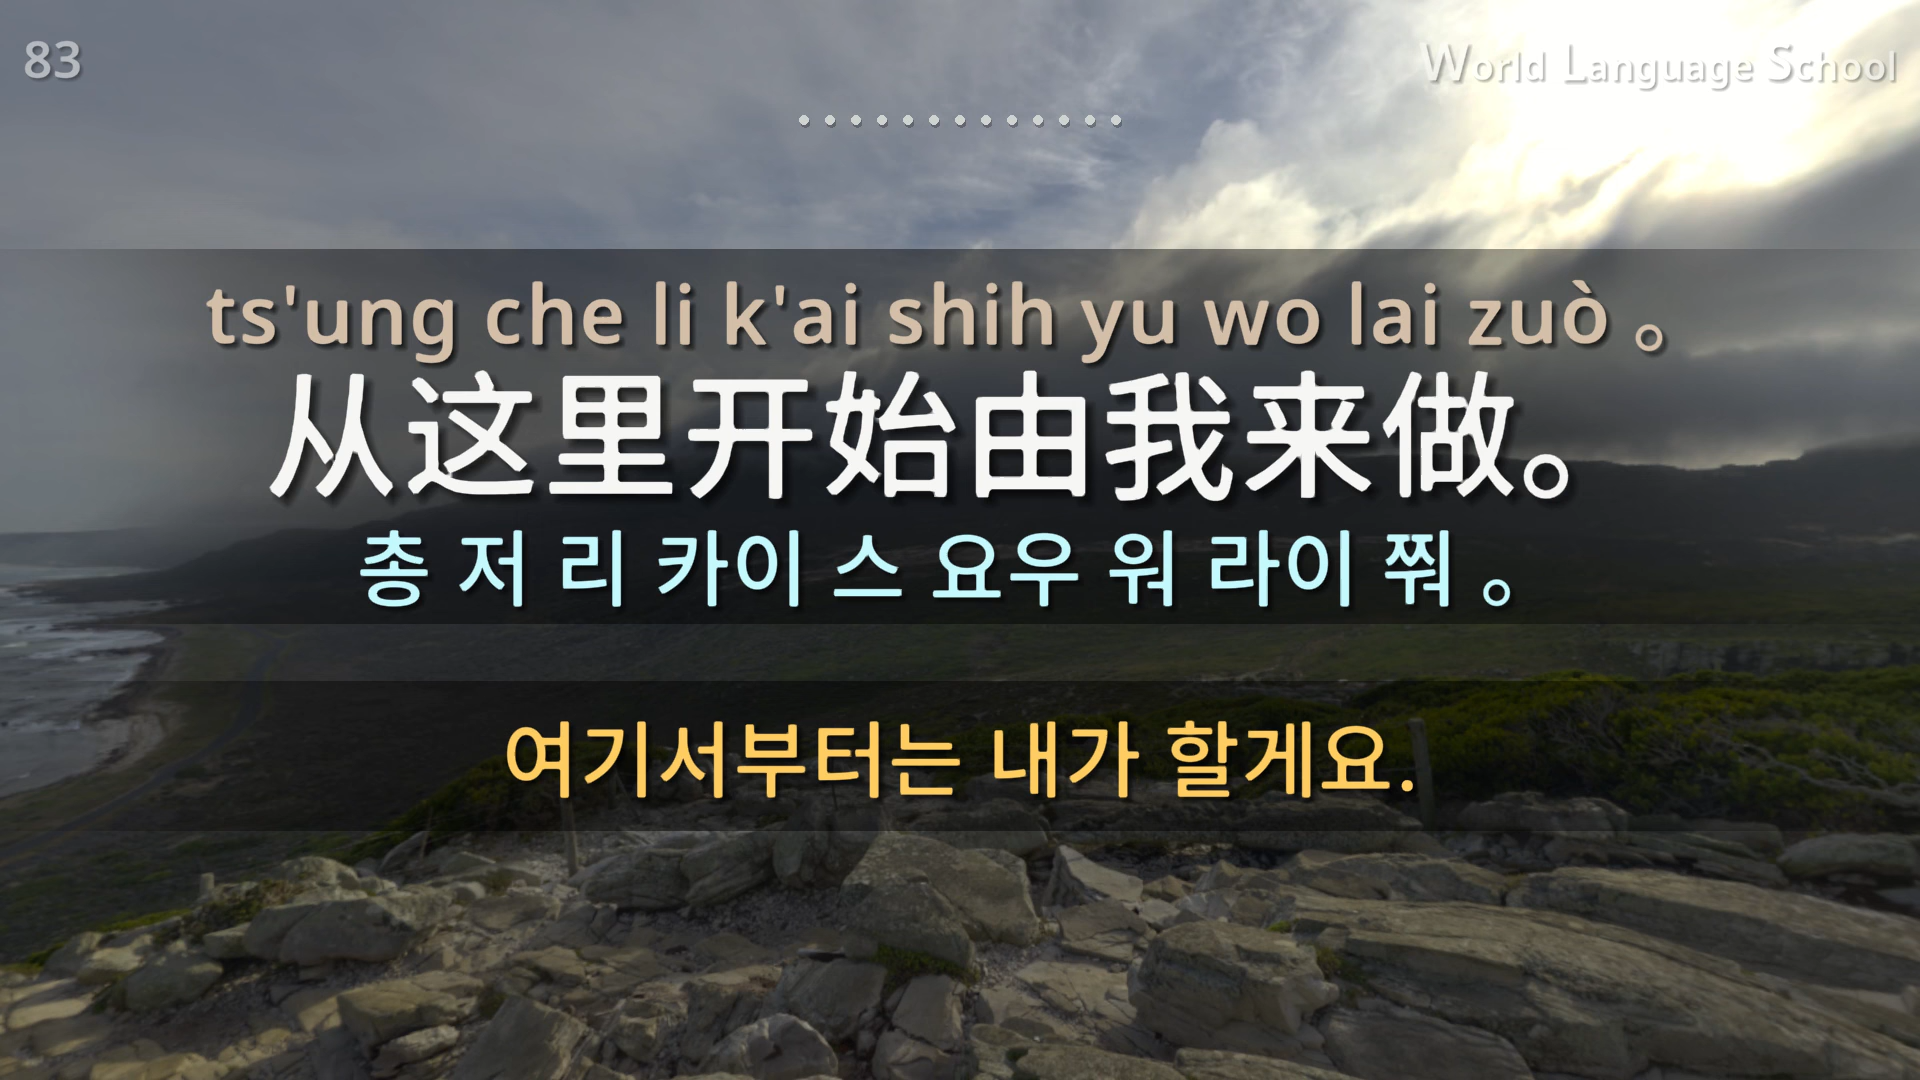 83
World Language School
• • • • • • • • • • • • •
ts'ung che li k'ai shih yu wo lai zuò 。
从这里开始由我来做。
총 저 리 카이 스 요우 워 라이 쭤 。
여기서부터는 내가 할게요.